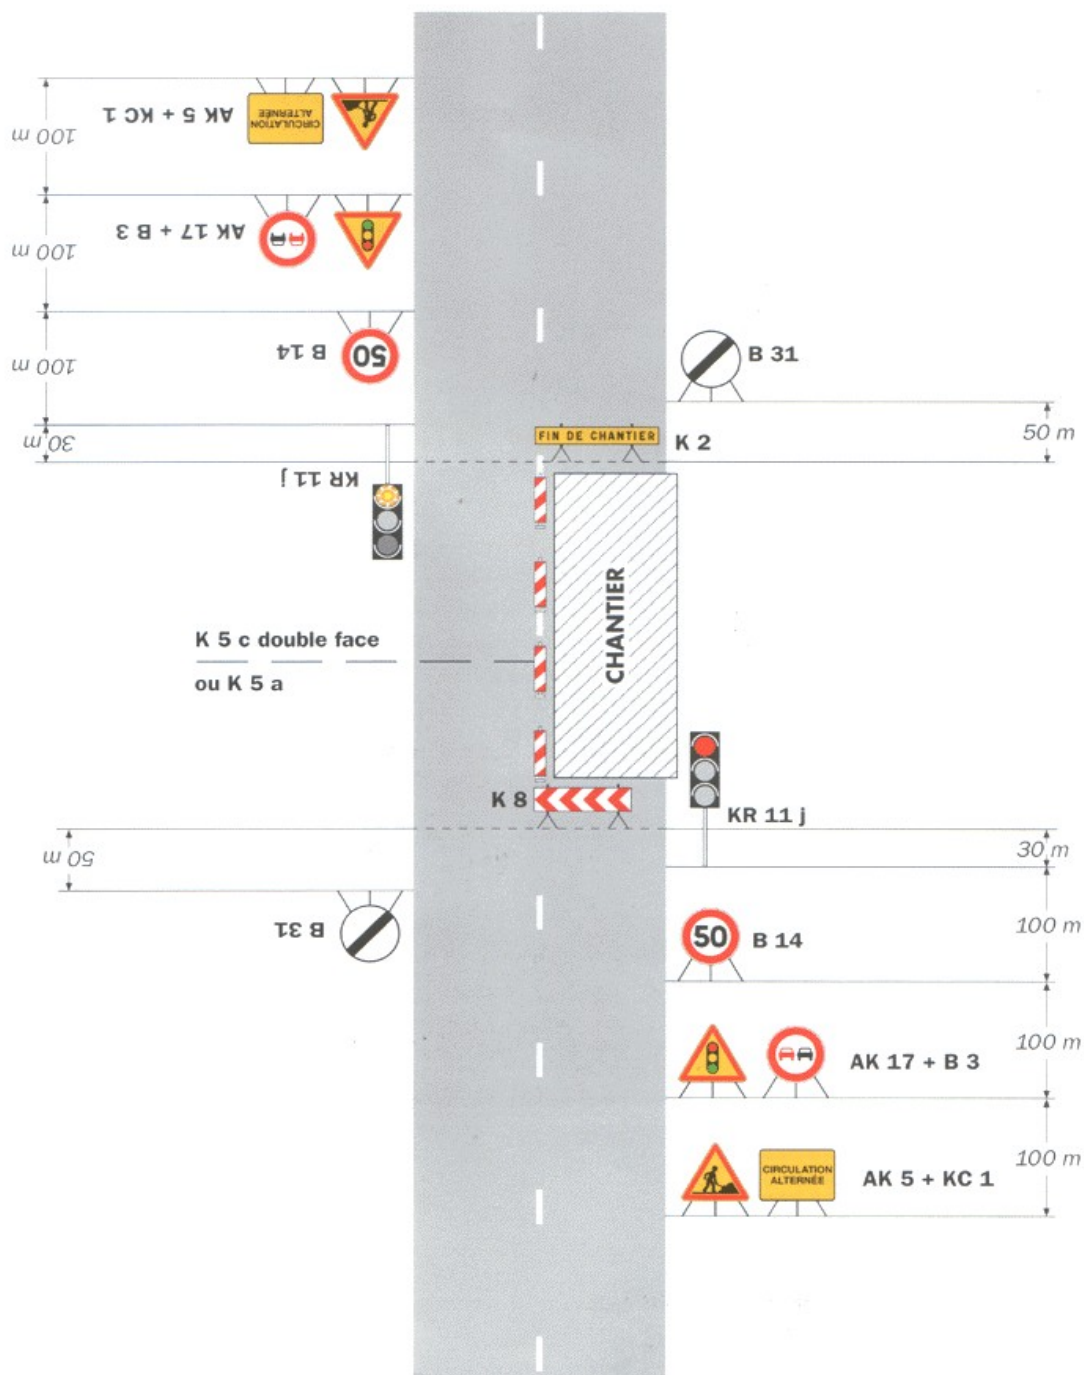 AK 5 + KC 1
CIRCULATION
ALTERNÉE
100 m
AK 17 + B 3
100 m
B 14
50
100 m
B 31
30 m
FIN DE CHANTIER
K 2
50 m
KR 11 j
CHANTIER
K 5 c double face
ou K 5 a
K 8
KR 11 j
50 m
30 m
B 31
50
B 14
100 m
AK 17 + B 3
100 m
CIRCULATION
ALTERNÉE
AK 5 + KC 1
100 m